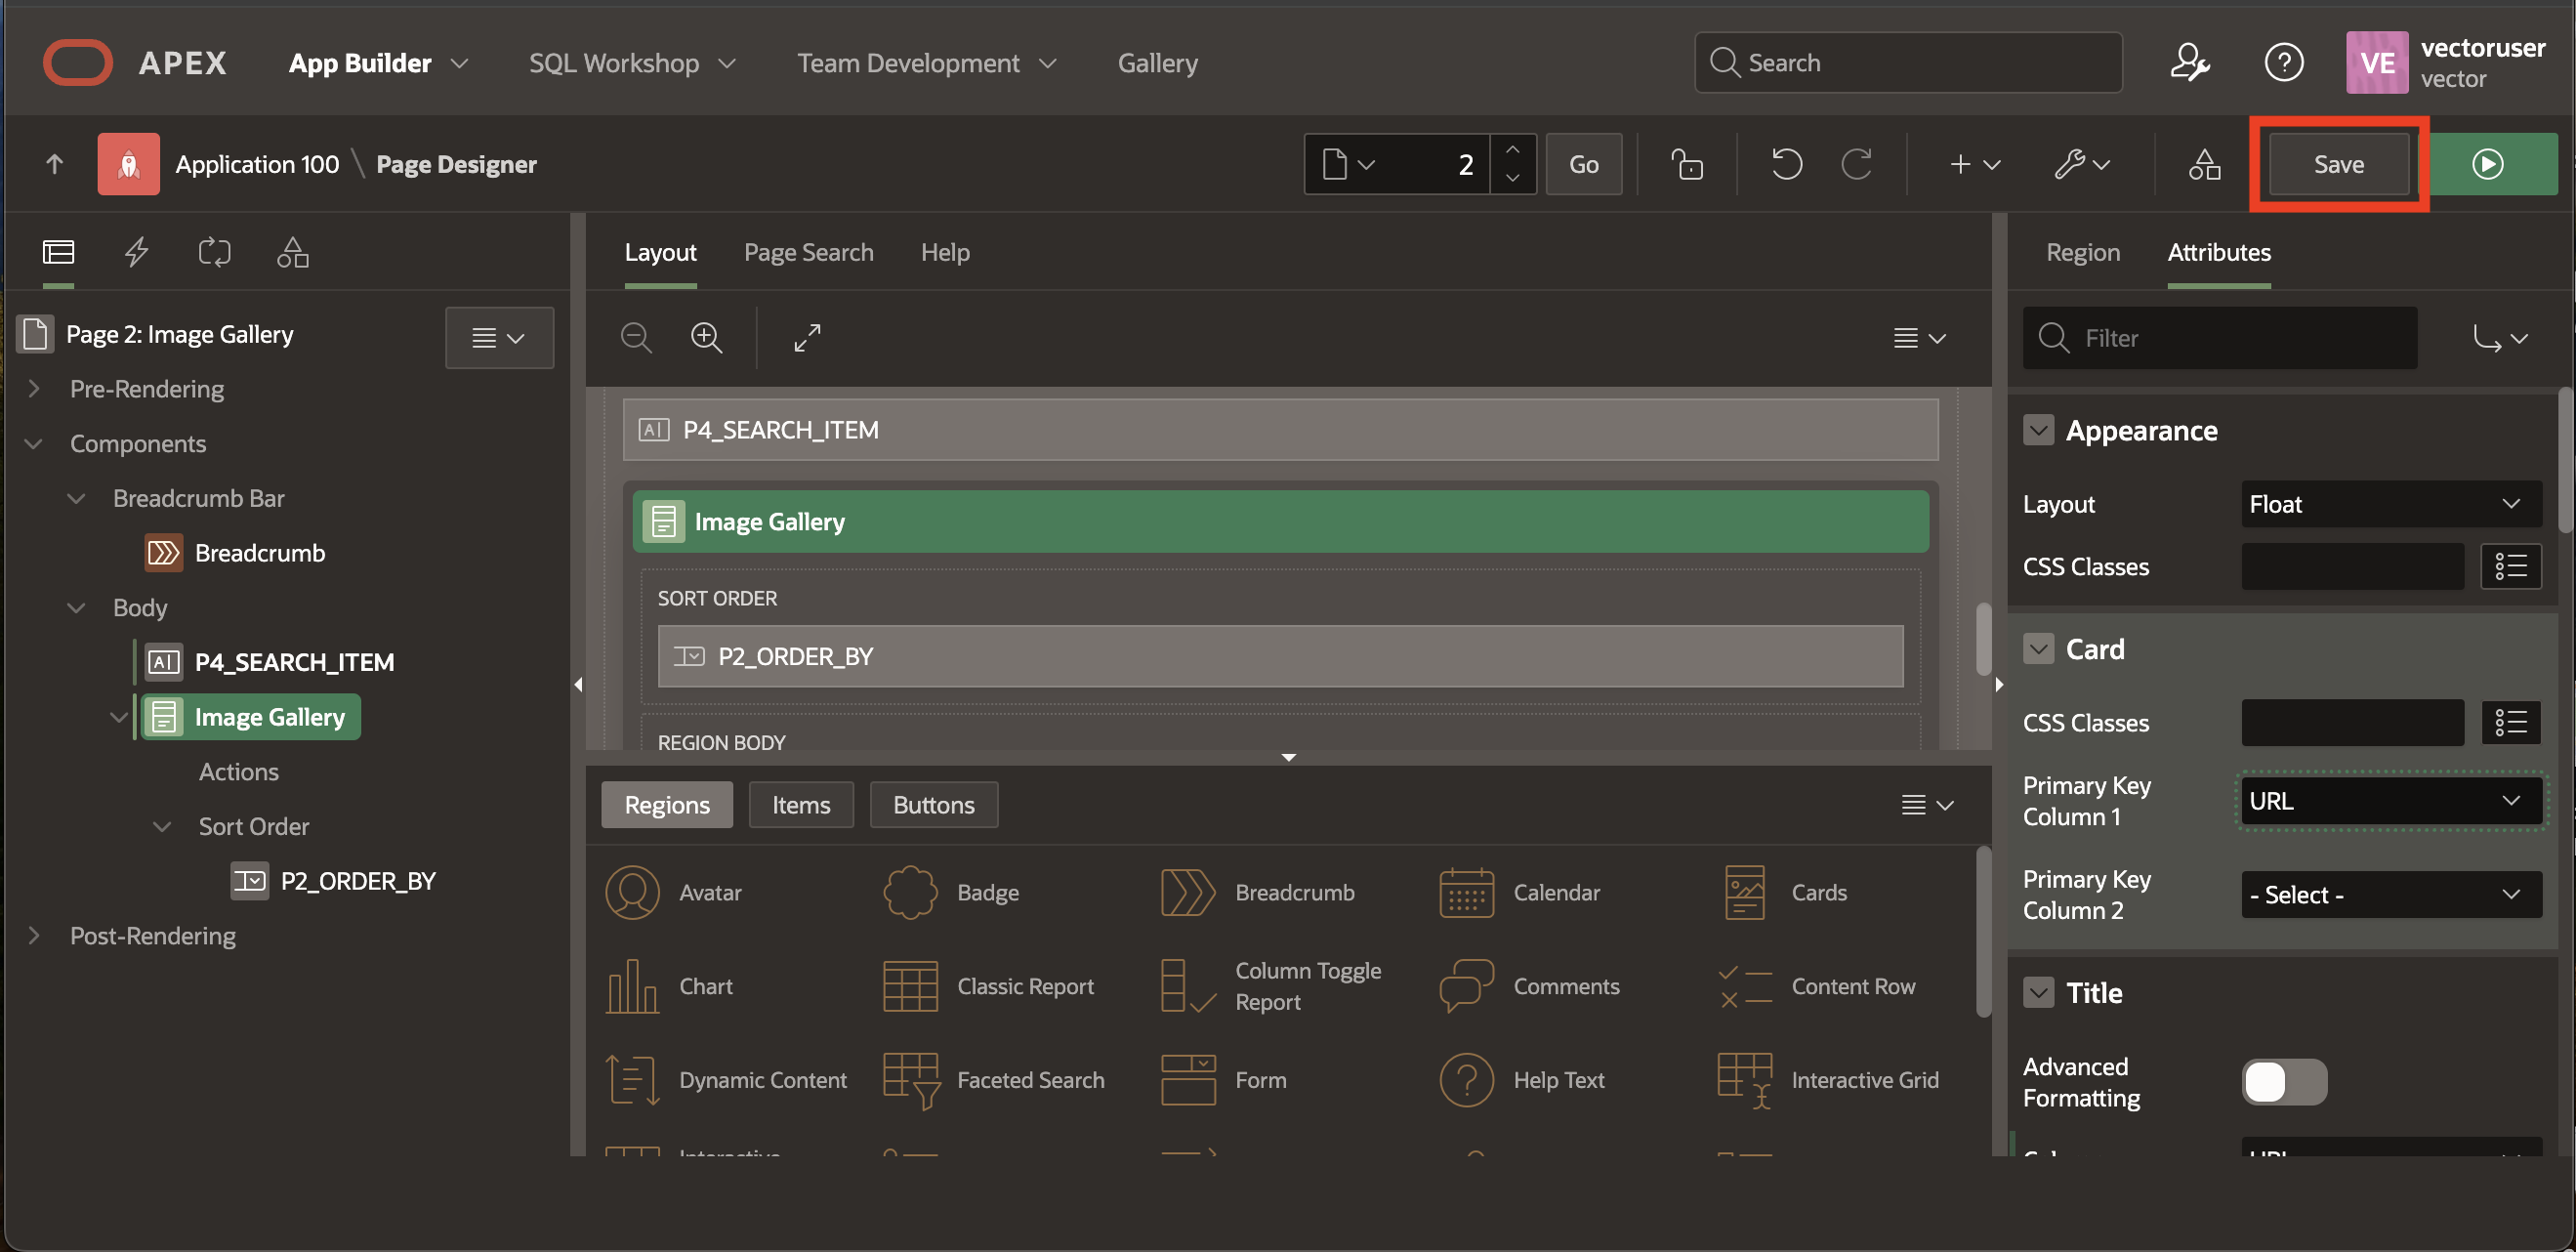 APEX App Builder SQL Workshop Team Development Gallery Search VE vectoruser
vector
Application 100 \ Page Designer 2 Go Save
Layout Page Search Help Region Attributes
Page 2: Image Gallery
Filter
Pre-Rendering
Components
Breadcrumb Bar
Breadcrumb
Body
P4_SEARCH_ITEM
Image Gallery
Actions
Sort Order
P2_ORDER_BY
Post-Rendering
P4_SEARCH_ITEM
Image Gallery
SORT ORDER
P2_ORDER_BY
REGION BODY
Regions Items Buttons
Avatar Badge Breadcrumb Calendar Cards
Chart Classic Report Column Toggle
Report Comments Content Row
Dynamic Content Faceted Search Form Help Text Interactive Grid
Interactive
Appearance
Layout Float
CSS Classes
Card
CSS Classes
Primary Key
Column 1 URL
Primary Key
Column 2 - Select -
Title
Advanced
Formatting
URL